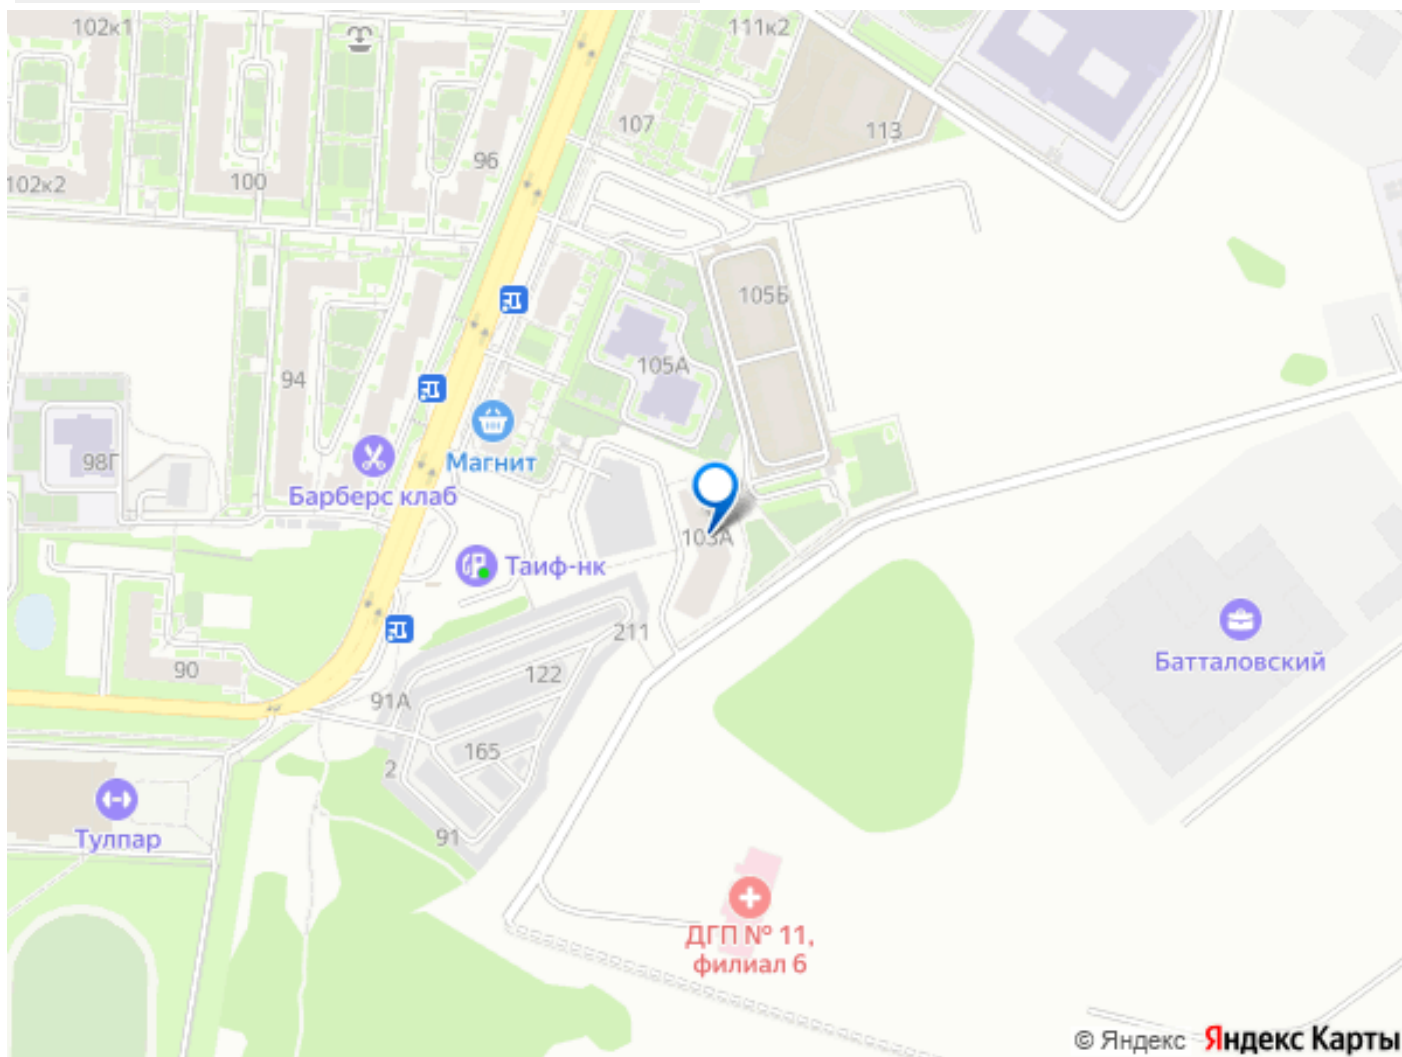 102к1
111к2
107
113
96
100
102к2
105Б
105А
94
98Г
Магнит
Барберс клаб
103А
Таиф-нк
211
122
90
91А
Батталовский
165
2
91
Тулпар
ДГП № 11,
филиал 6
© Яндекс Яндекс Карты